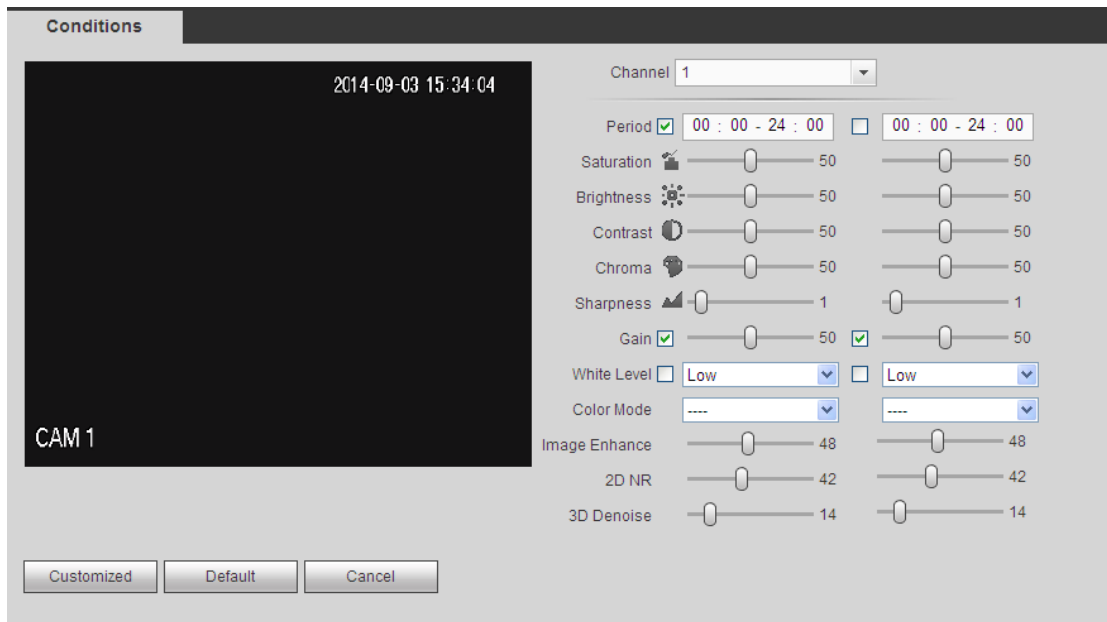 Conditions
2014-09-03 15:34:04
CAM 1
Channel 1
Period 00 : 00 - 24 : 00 00 : 00 - 24 : 00
Saturation 50 50
Brightness 50 50
Contrast 50 50
Chroma 50 50
Sharpness 1 1
Gain 50 50
White Level Low Low
Color Mode ---- ----
Image Enhance 48 48
2D NR 42 42
3D Denoise 14 14
Customized Default Cancel